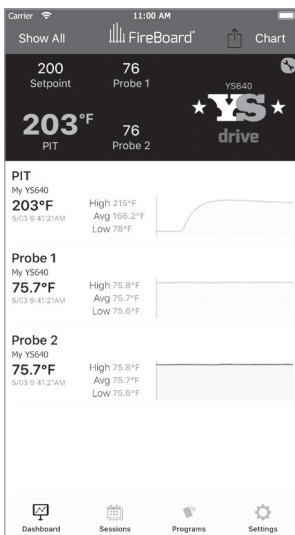 Carrier 11:00 AM
Show All FireBoard® Chart
200 76
Setpoint Probe 1
YS640
203°F 76
PIT Probe 2
YS
drive
PIT
My YS640
203°F
5/03 9:41:21AM
High 215°F
Avg 166.2°F
Low 78°F
Probe 1
My YS640
75.7°F
5/03 9:41:21AM
High 75.8°F
Avg 75.7°F
Low 75.6°F
Probe 2
My YS640
75.7°F
5/03 9:41:21AM
High 75.8°F
Avg 75.7°F
Low 75.6°F
Dashboard Sessions Programs Settings